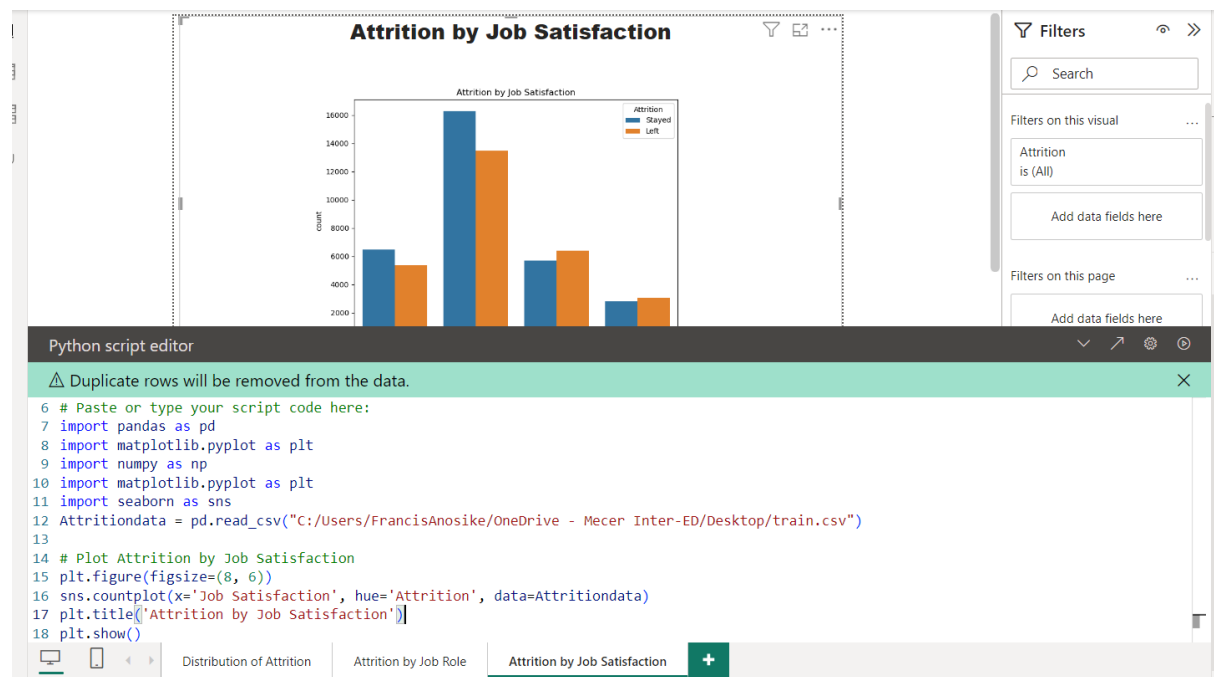 Attrition by Job Satisfaction
Attrition by Job Satisfaction
Attrition
Stayed
Left
16000
14000
12000
10000
8000
6000
4000
2000
count
Filters
Search
Filters on this visual
...
Attrition
is (All)
Add data fields here
Filters on this page
...
Add data fields here
Python script editor
Duplicate rows will be removed from the data.
6 # Paste or type your script code here:
7 import pandas as pd
8 import matplotlib.pyplot as plt
9 import numpy as np
10 import matplotlib.pyplot as plt
11 import seaborn as sns
12 Attritiondata = pd.read_csv("C:/Users/FrancisAnosike/OneDrive - Mecer Inter-ED/Desktop/train.csv")
13
14 # Plot Attrition by Job Satisfaction
15 plt.figure(figsize=(8, 6))
16 sns.countplot(x='Job Satisfaction', hue='Attrition', data=Attritiondata)
17 plt.title('Attrition by Job Satisfaction')
18 plt.show()
Distribution of Attrition
Attrition by Job Role
Attrition by Job Satisfaction
+